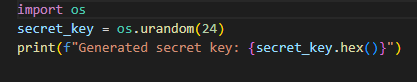 import os
secret_key = os.urandom(24)
print(f"Generated secret key: {secret_key.hex()}")